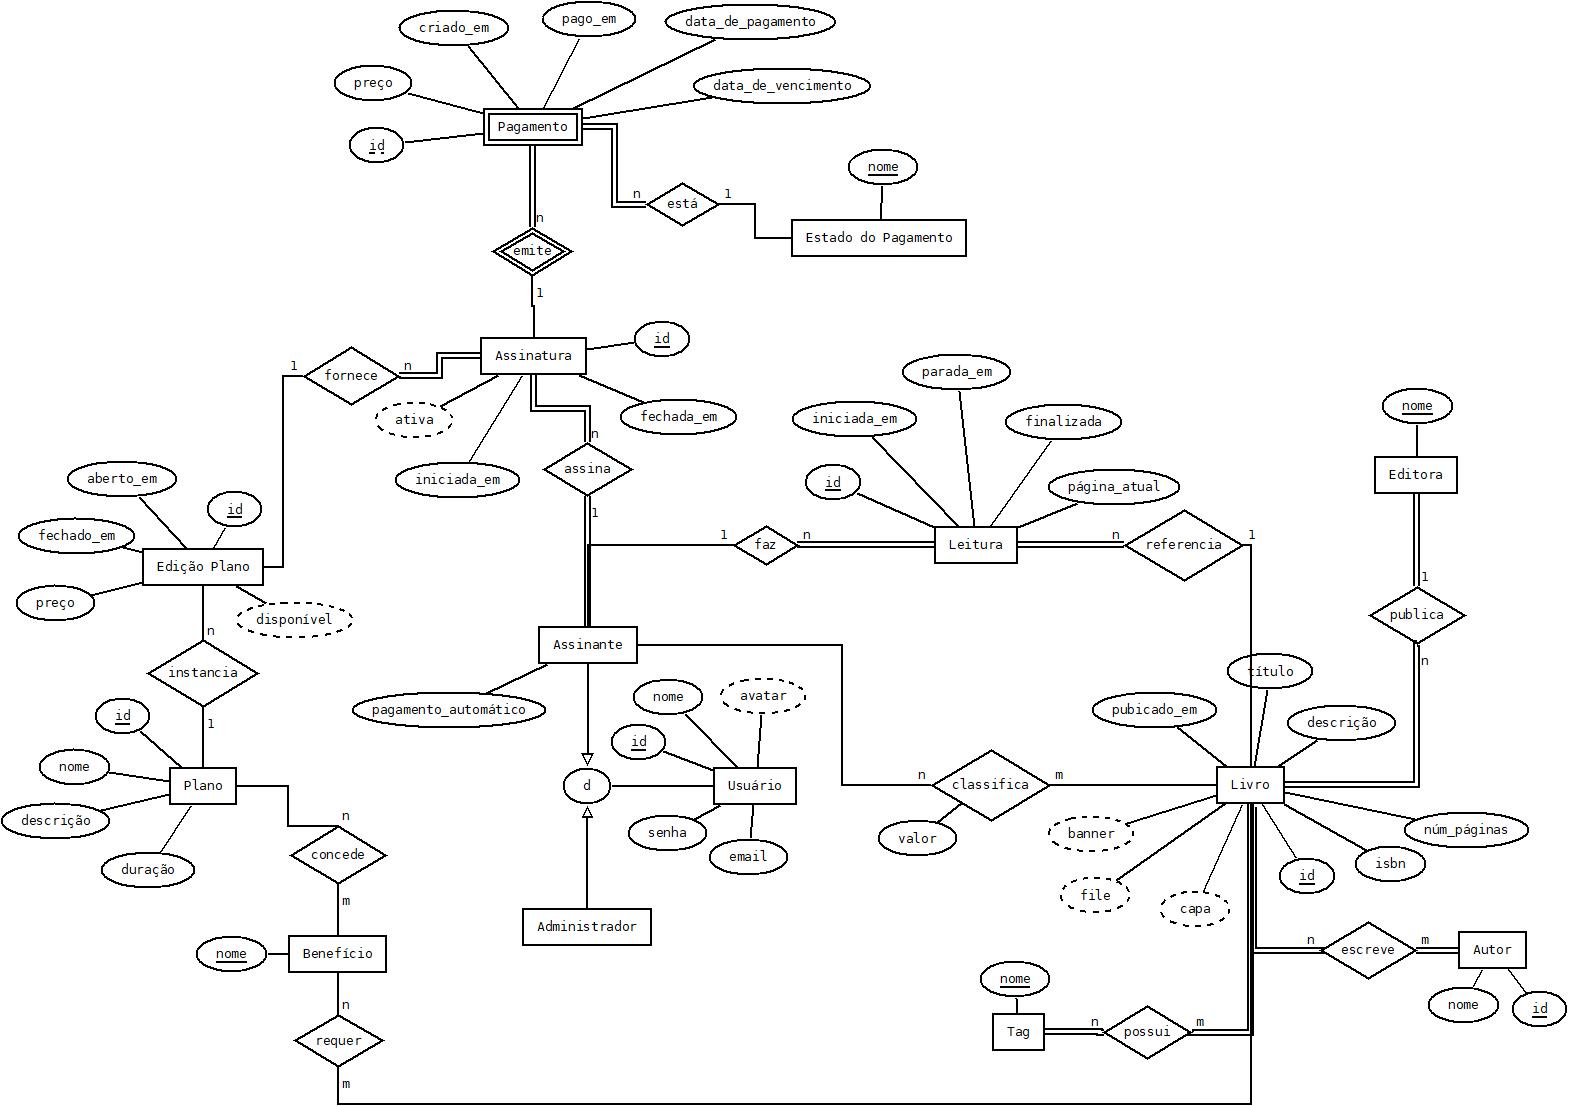 criado_em
pago_em
data_de_pagamento
preço
data_de_vencimento
Pagamento
id
nome
n
está
1
Estado do Pagamento
n
emite
1
id
Assinatura
1
fornece
n
ativa
fechada_em
iniciada_em
n
assina
1
parada_em
iniciada_em
finalizada
id
página_atual
nome
Editora
aberto_em
id
fechado_em
Edição Plano
preço
disponível
1
faz
n
Leitura
n
referencia
1
1
publica
n
n
instancia
1
Assinante
pagamento_automático
nome
avatar
id
d
Usuário
senha
email
título
pubicado_em
descrição
id
nome
Plano
descrição
duração
n
classifica
m
valor
Livro
banner
núm_páginas
file
capa
id
isbn
n
concede
m
Administrador
nome
Benefício
n
escreve
m
Autor
nome
id
nome
Tag
n
possui
m
n
requer
m